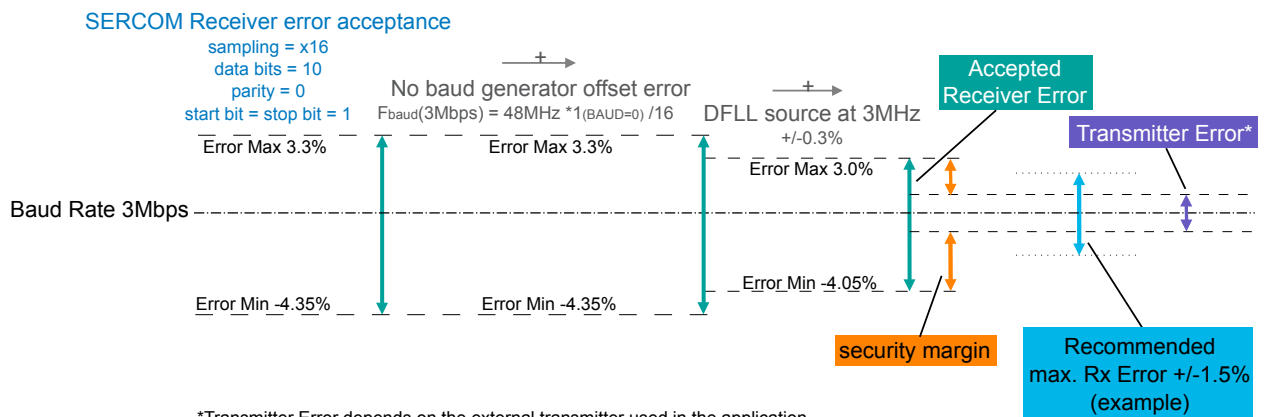 SERCOM Receiver error acceptance
sampling = x16
data bits = 10
parity = 0
start bit = stop bit = 1
+
No baud generator offset error
Fbaud(3Mbps) = 48MHz *1(BAUD=0) /16
+
DFLL source at 3MHz
+/-0.3%
Accepted
Receiver Error
Transmitter Error*
Error Max 3.3%
Error Max 3.3%
Error Max 3.0%
Baud Rate 3Mbps
Error Min -4.35%
Error Min -4.35%
Error Min -4.05%
security margin
Recommended
max. Rx Error +/-1.5%
(example)
*Transmitter Error depends on the external transmitter used in the application